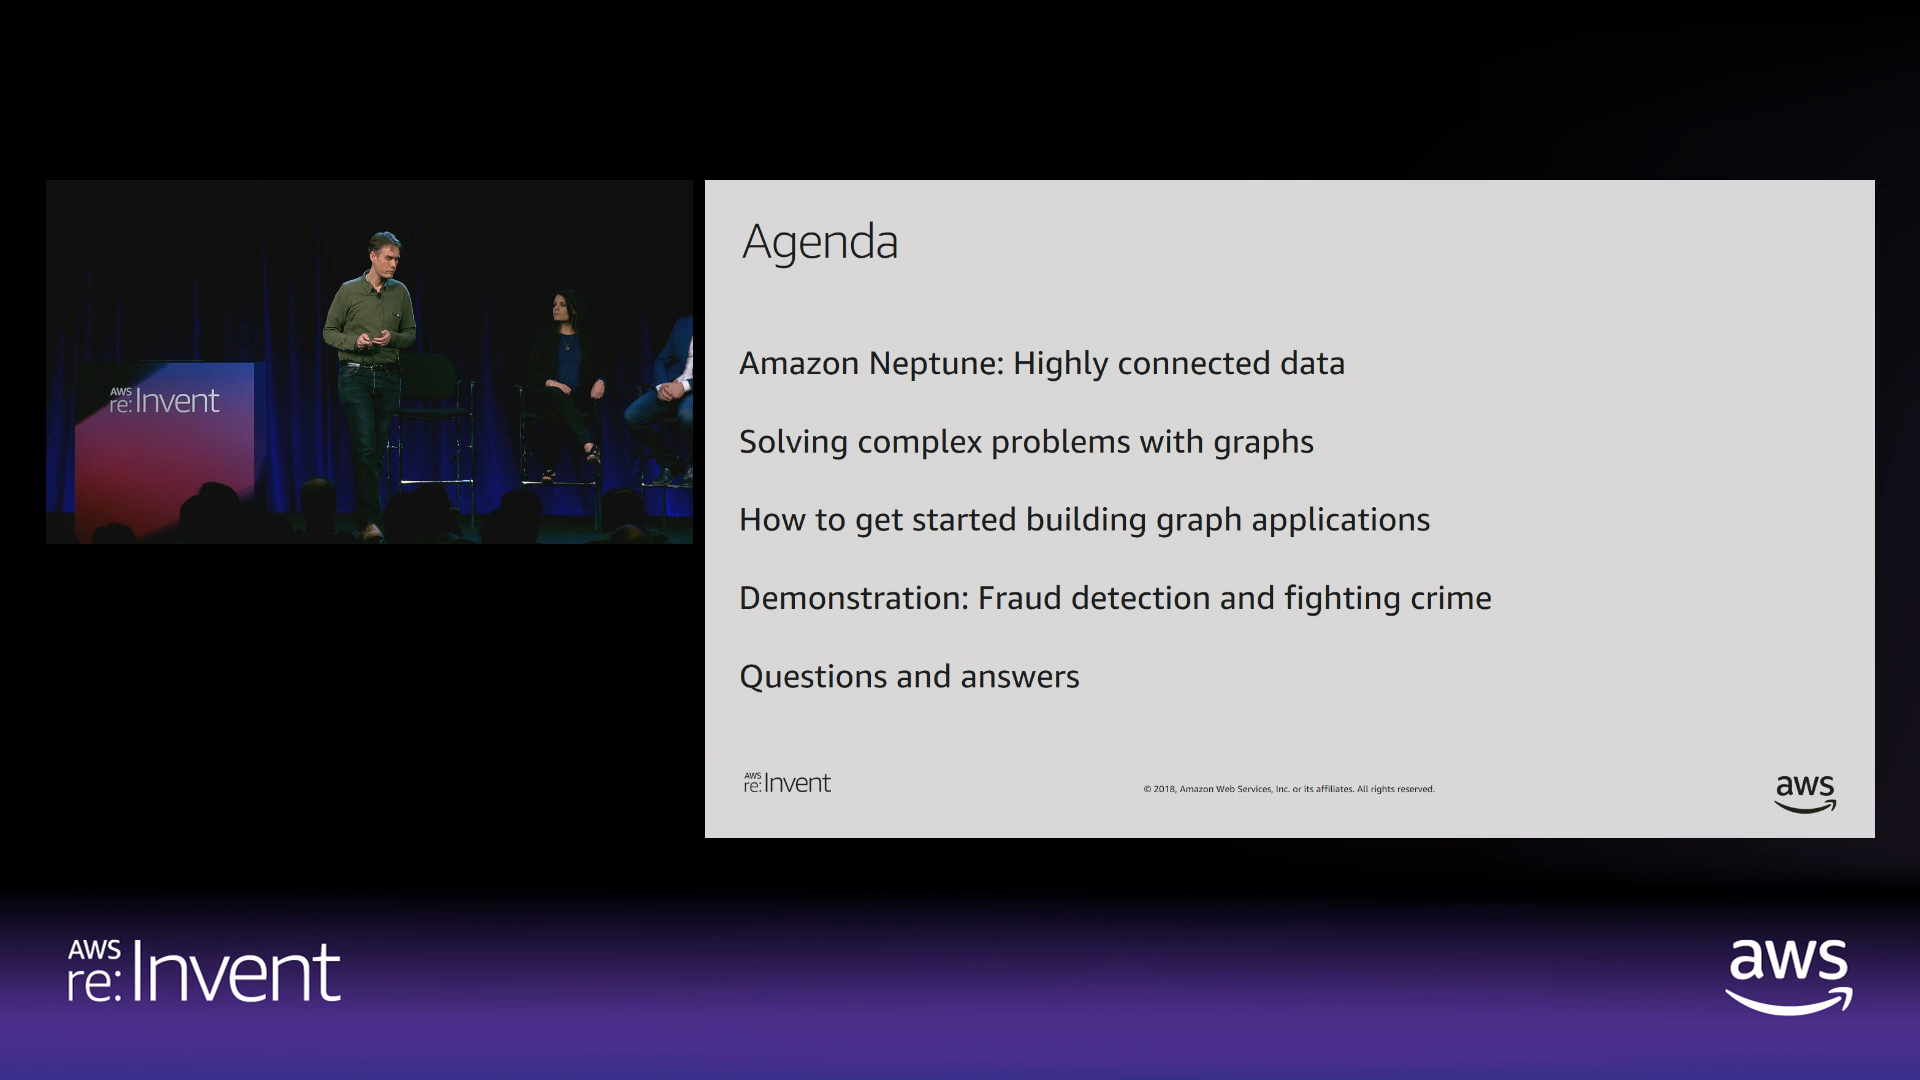 AWS
re:Invent
Agenda
Amazon Neptune: Highly connected data
Solving complex problems with graphs
How to get started building graph applications
Demonstration: Fraud detection and fighting crime
Questions and answers
AWS
re:Invent
© 2018, Amazon Web Services, Inc. or its affiliates. All rights reserved.
aws
AWS
re:Invent
aws